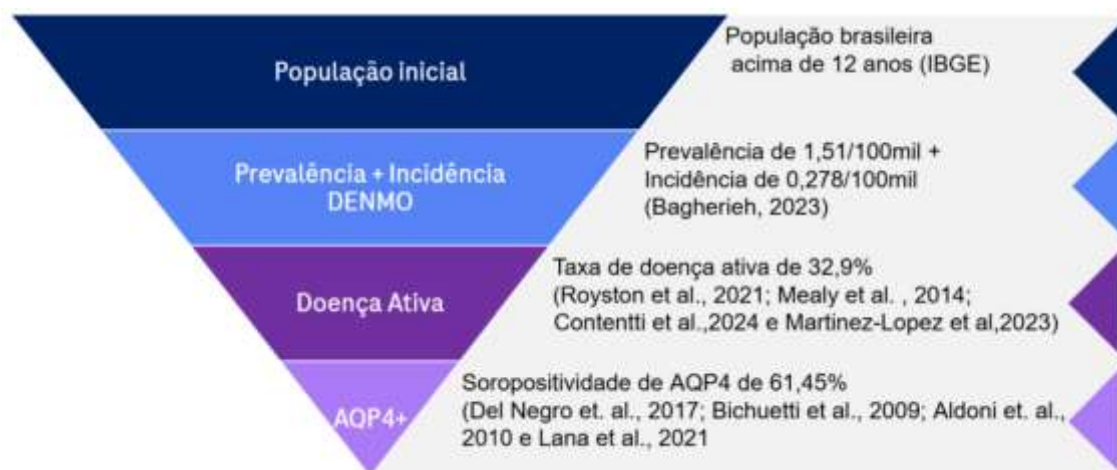 População inicial
População brasileira
acima de 12 anos (IBGE)
Prevalência + Incidência
DENMO
Prevalência de 1,51/100mil +
Incidência de 0,278/100mil
(Bagherieh, 2023)
Doença Ativa
Taxa de doença ativa de 32,9%
(Royston et al., 2021; Mealy et al. , 2014;
Contentti et al.,2024 e Martinez-Lopez et al,2023)
AQP4+
Soropositividade de AQP4 de 61,45%
(Del Negro et. al., 2017; Bichuetti et al., 2009; Aldoni et. al.,
2010 e Lana et al., 2021